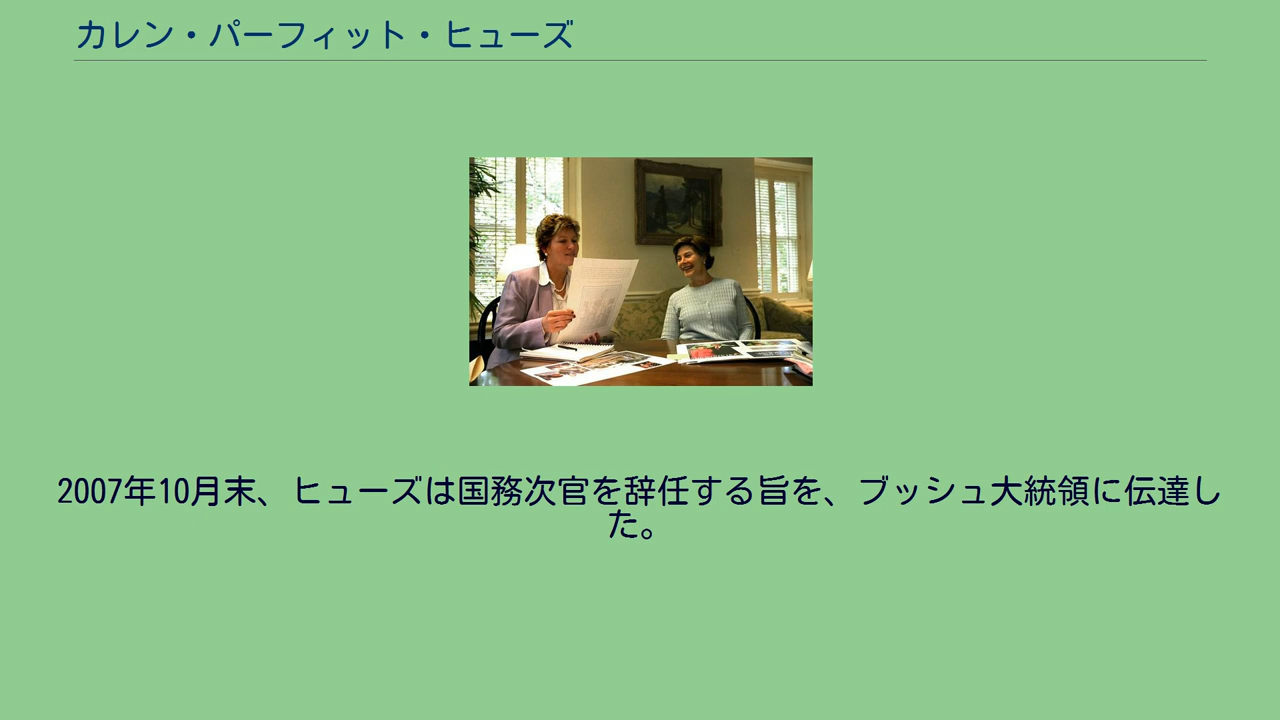 カレン・パーフィット・ヒューズ
2007年10月末、ヒューズは国務次官を辞任する旨を、ブッシュ大統領に伝達し
た。